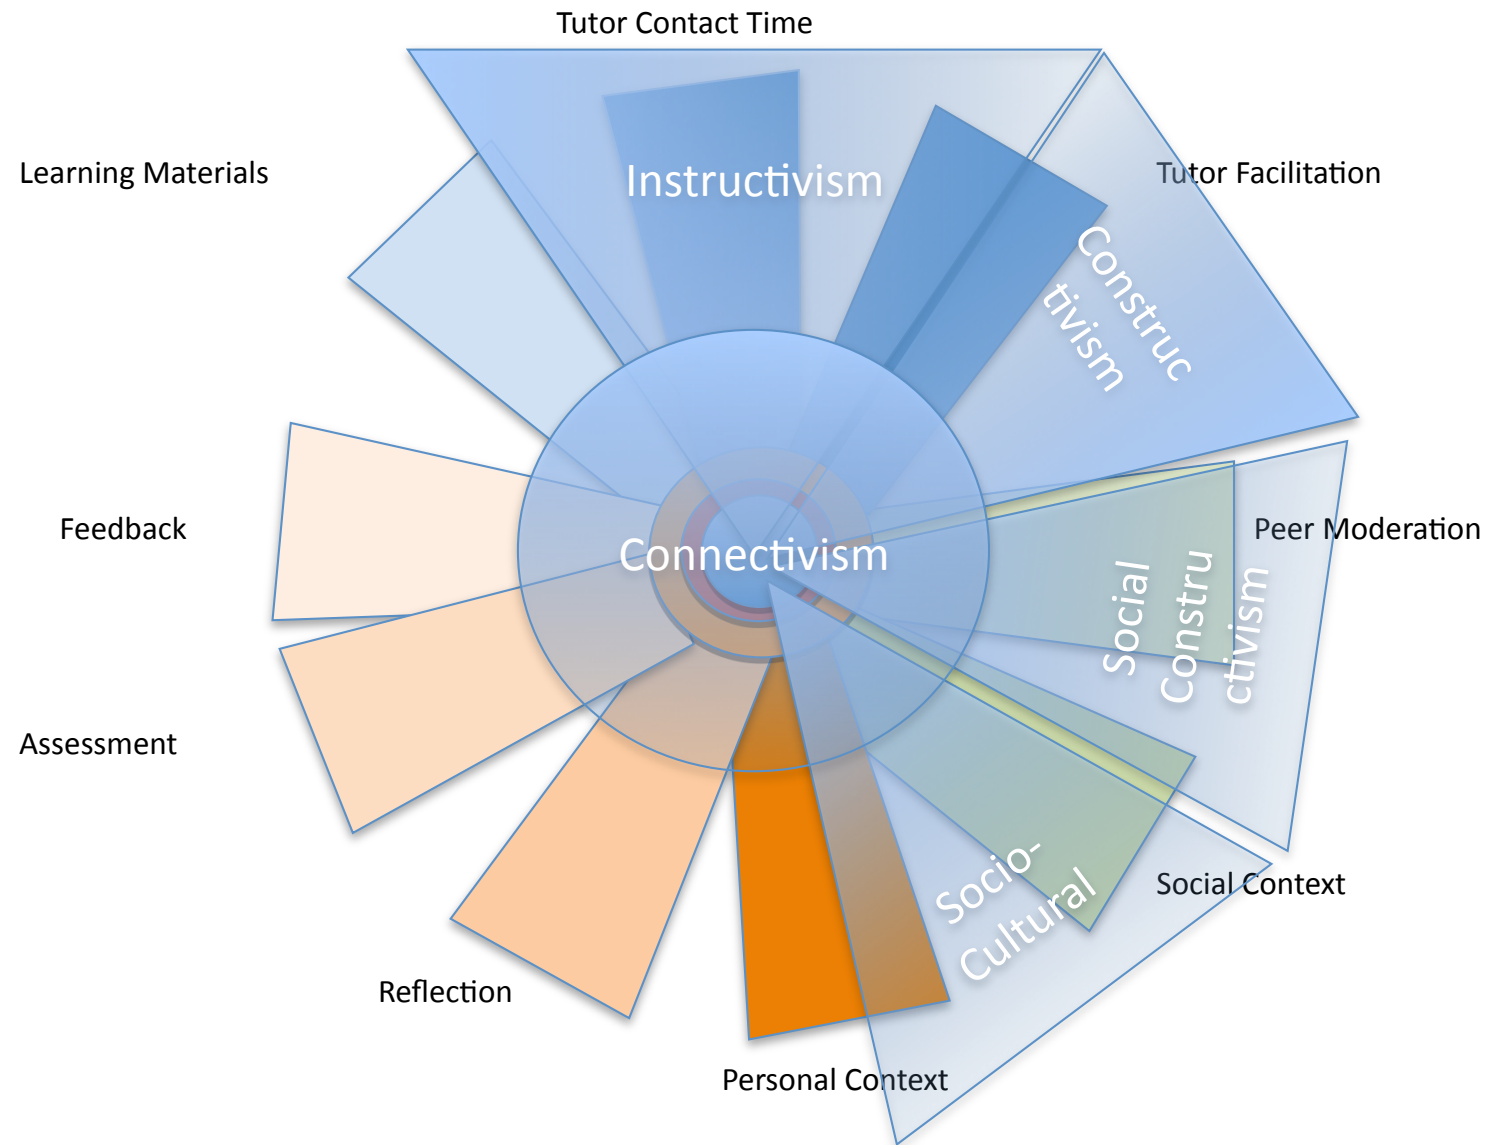 Tutor Contact Time
Learning Materials
Instructivism
Tutor Facilitation
Construc
tivism
Feedback
Connectivism
Peer Moderation
Social
Constru
ctivism
Assessment
Socio-
Cultural
Social Context
Reflection
Personal Context